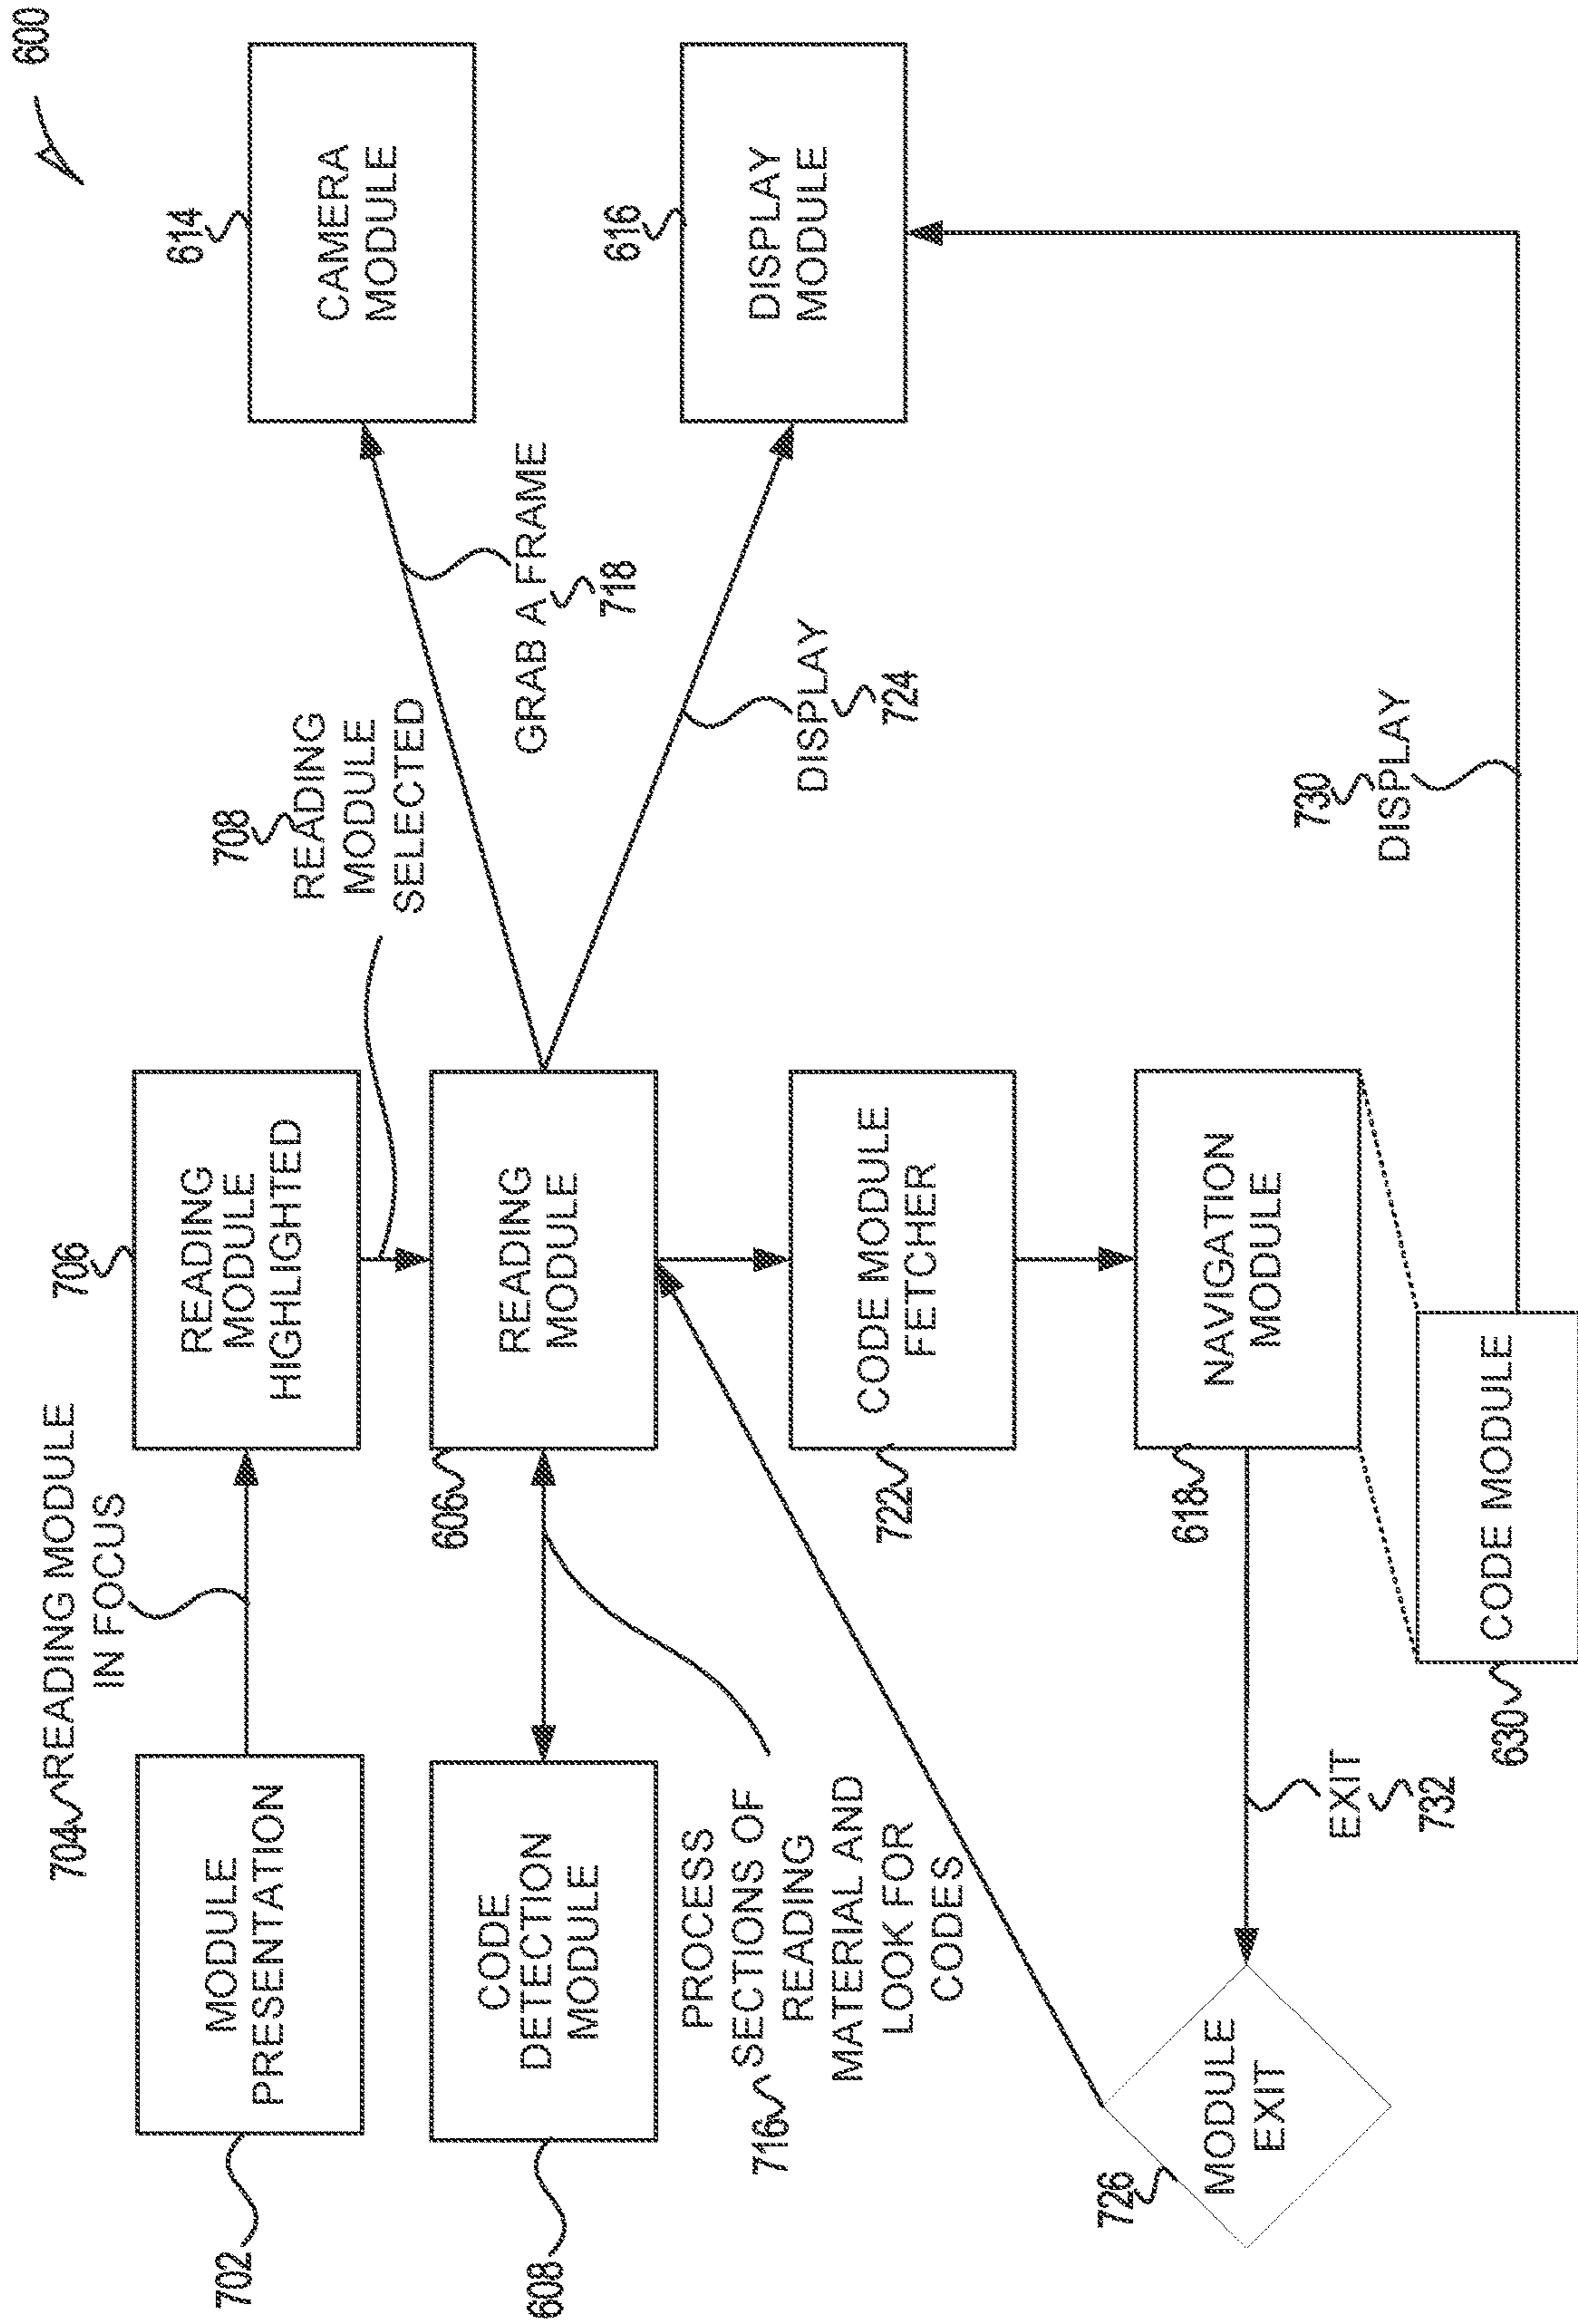 600
704
READING MODULE
IN FOCUS
706
708
READING
MODULE
SELECTED
614
702
MODULE
PRESENTATION
READING
MODULE
HIGHLIGHTED
CAMERA
MODULE
608
CODE
DETECTION
MODULE
606
READING
MODULE
GRAB A FRAME
718
616
DISPLAY
MODULE
716
PROCESS
SECTIONS OF
READING
MATERIAL AND
LOOK FOR
CODES
DISPLAY
724
722
CODE MODULE
FETCHER
726
MODULE
EXIT
618
NAVIGATION
MODULE
EXIT
732
730
DISPLAY
630
CODE MODULE